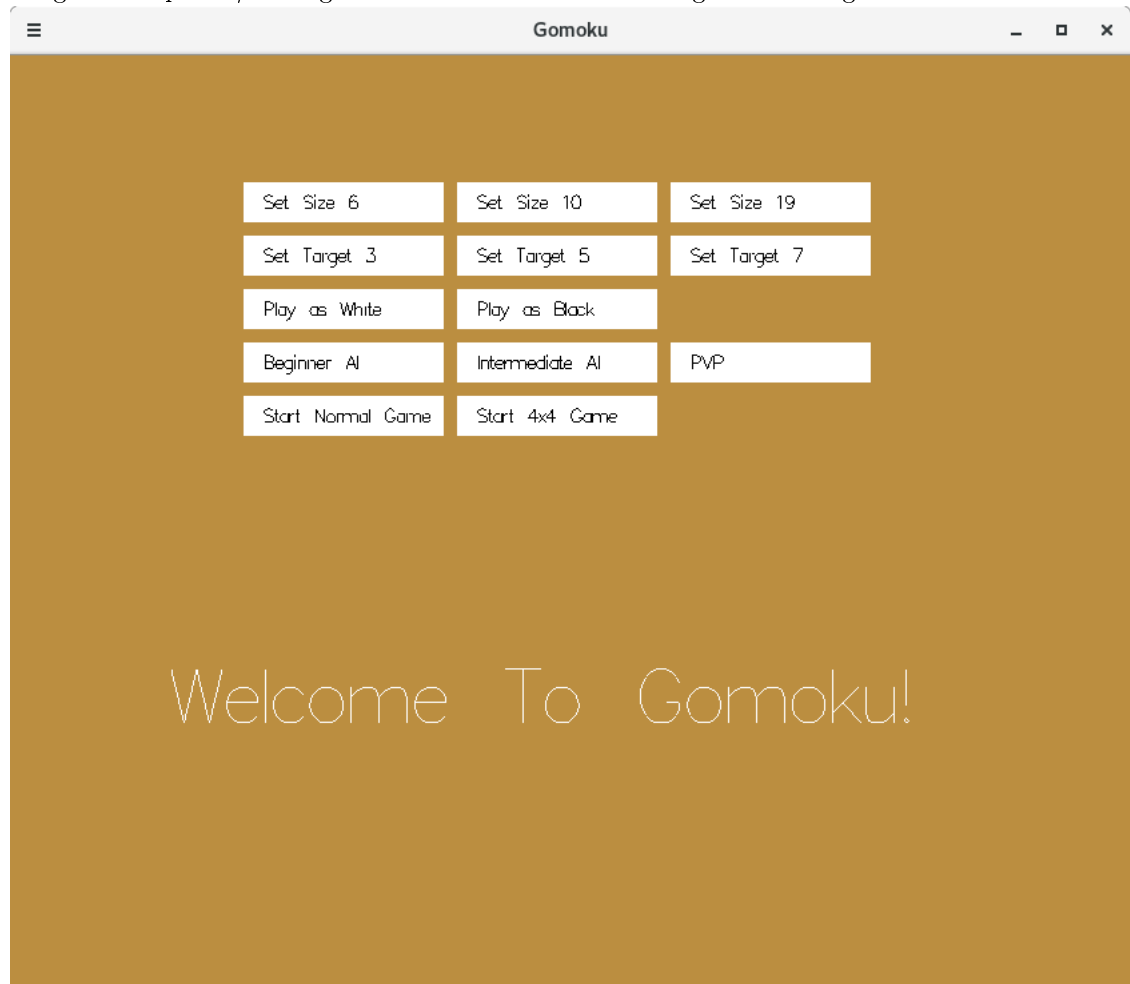 Gomoku
Set Size 6 Set Size 10 Set Size 19
Set Target 3 Set Target 5 Set Target 7
Play as White Play as Black
Beginner AI Intermediate AI PVP
Start Normal Game Start 4x4 Game
Welcome To Gomoku!